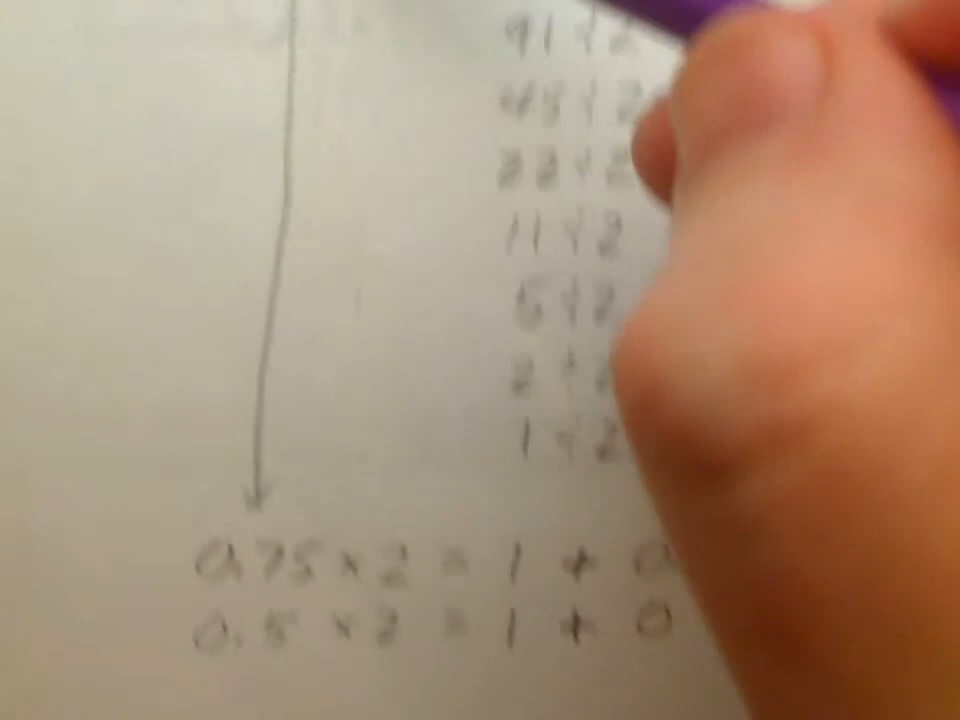 91 ÷ 2
45 ÷ 2
22 ÷ 2
11 ÷ 2
5 ÷ 2
2 ÷ 2
1 ÷ 2
0.75 × 2 = 1 + 0
0.5 × 2 = 1 + 0